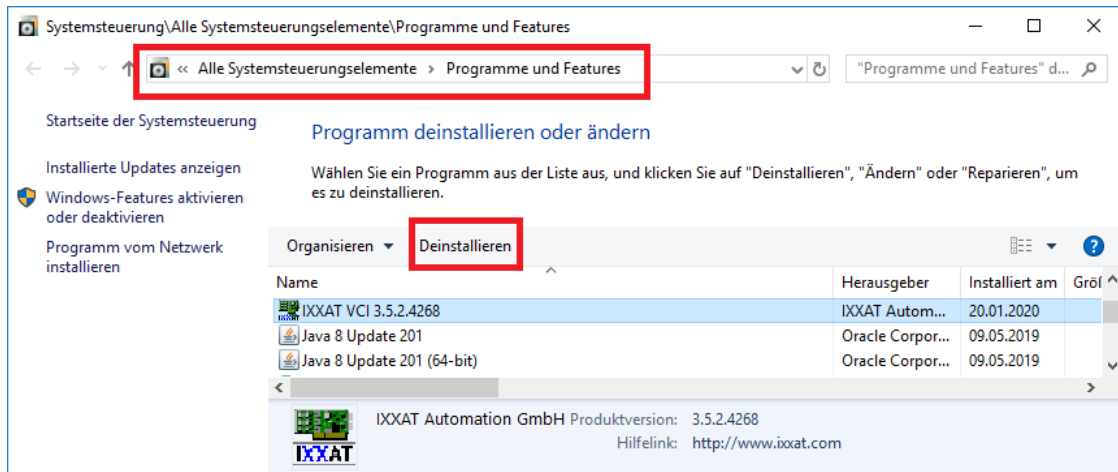 Systemsteuerung\Alle Systemsteuerungselemente\Programme und Features
« Alle Systemsteuerungselemente › Programme und Features
"Programme und Features" d...
Startseite der Systemsteuerung
Installierte Updates anzeigen
Windows-Features aktivieren
oder deaktivieren
Programm vom Netzwerk
installieren
Programm deinstallieren oder ändern
Wählen Sie ein Programm aus der Liste aus, und klicken Sie auf "Deinstallieren", "Ändern" oder "Reparieren", um
es zu deinstallieren.
Organisieren Deinstallieren
Name Herausgeber Installiert am Größ
IXXAT VCI 3.5.2.4268 IXXAT Autom... 20.01.2020
Java 8 Update 201 Oracle Corpor... 09.05.2019
Java 8 Update 201 (64-bit) Oracle Corpor... 09.05.2019
IXXAT Automation GmbH Produktversion: 3.5.2.4268
Hilfelink: http://www.ixxat.com
IXXAT